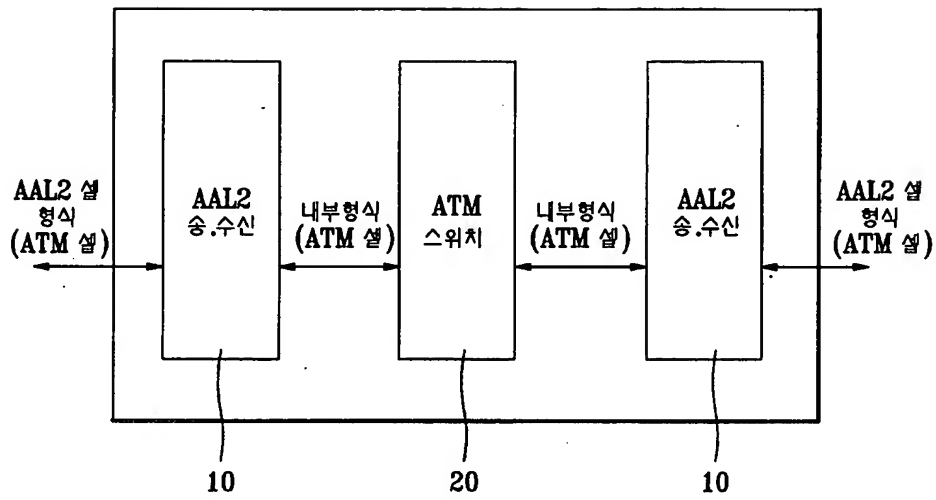 AAL2 셀
형식
(ATM 셀)
AAL2
송.수신
내부형식
(ATM 셀)
ATM
스위치
내부형식
(ATM 셀)
AAL2
송.수신
AAL2 셀
형식
(ATM 셀)
10
20
10